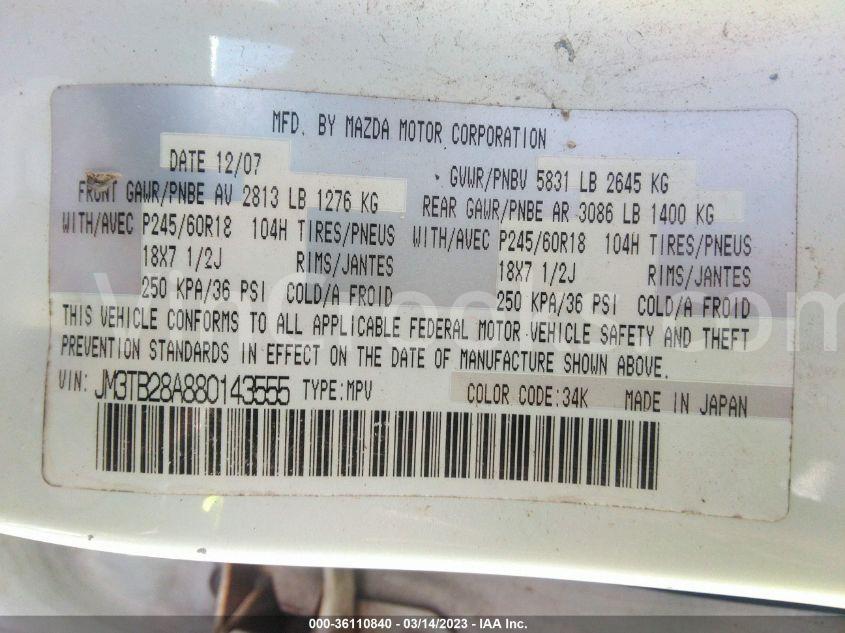 MFD. BY MAZDA MOTOR CORPORATION
DATE 12/07
GVWR/PNBV 5831 LB 2645 KG
FRONT GAWR/PNBE AV 2813 LB 1276 KG
REAR GAWR/PNBE AR 3086 LB 1400 KG
WITH/AVEC P245/60R18 104H TIRES/PNEUS
WITH/AVEC P245/60R18 104H TIRES/PNEUS
18X7 1/2J RIMS/JANTES
18X7 1/2J RIMS/JANTES
250 KPA/36 PSI COLD/A FROID
250 KPA/36 PSI COLD/A FROID
THIS VEHICLE CONFORMS TO ALL APPLICABLE FEDERAL MOTOR VEHICLE SAFETY AND THEFT
PREVENTION STANDARDS IN EFFECT ON THE DATE OF MANUFACTURE SHOWN ABOVE.
VIN: JM3TB28A880143555 TYPE:MPV
COLOR CODE:34K MADE IN JAPAN
000-36110840 - 03/14/2023 - IAA Inc.